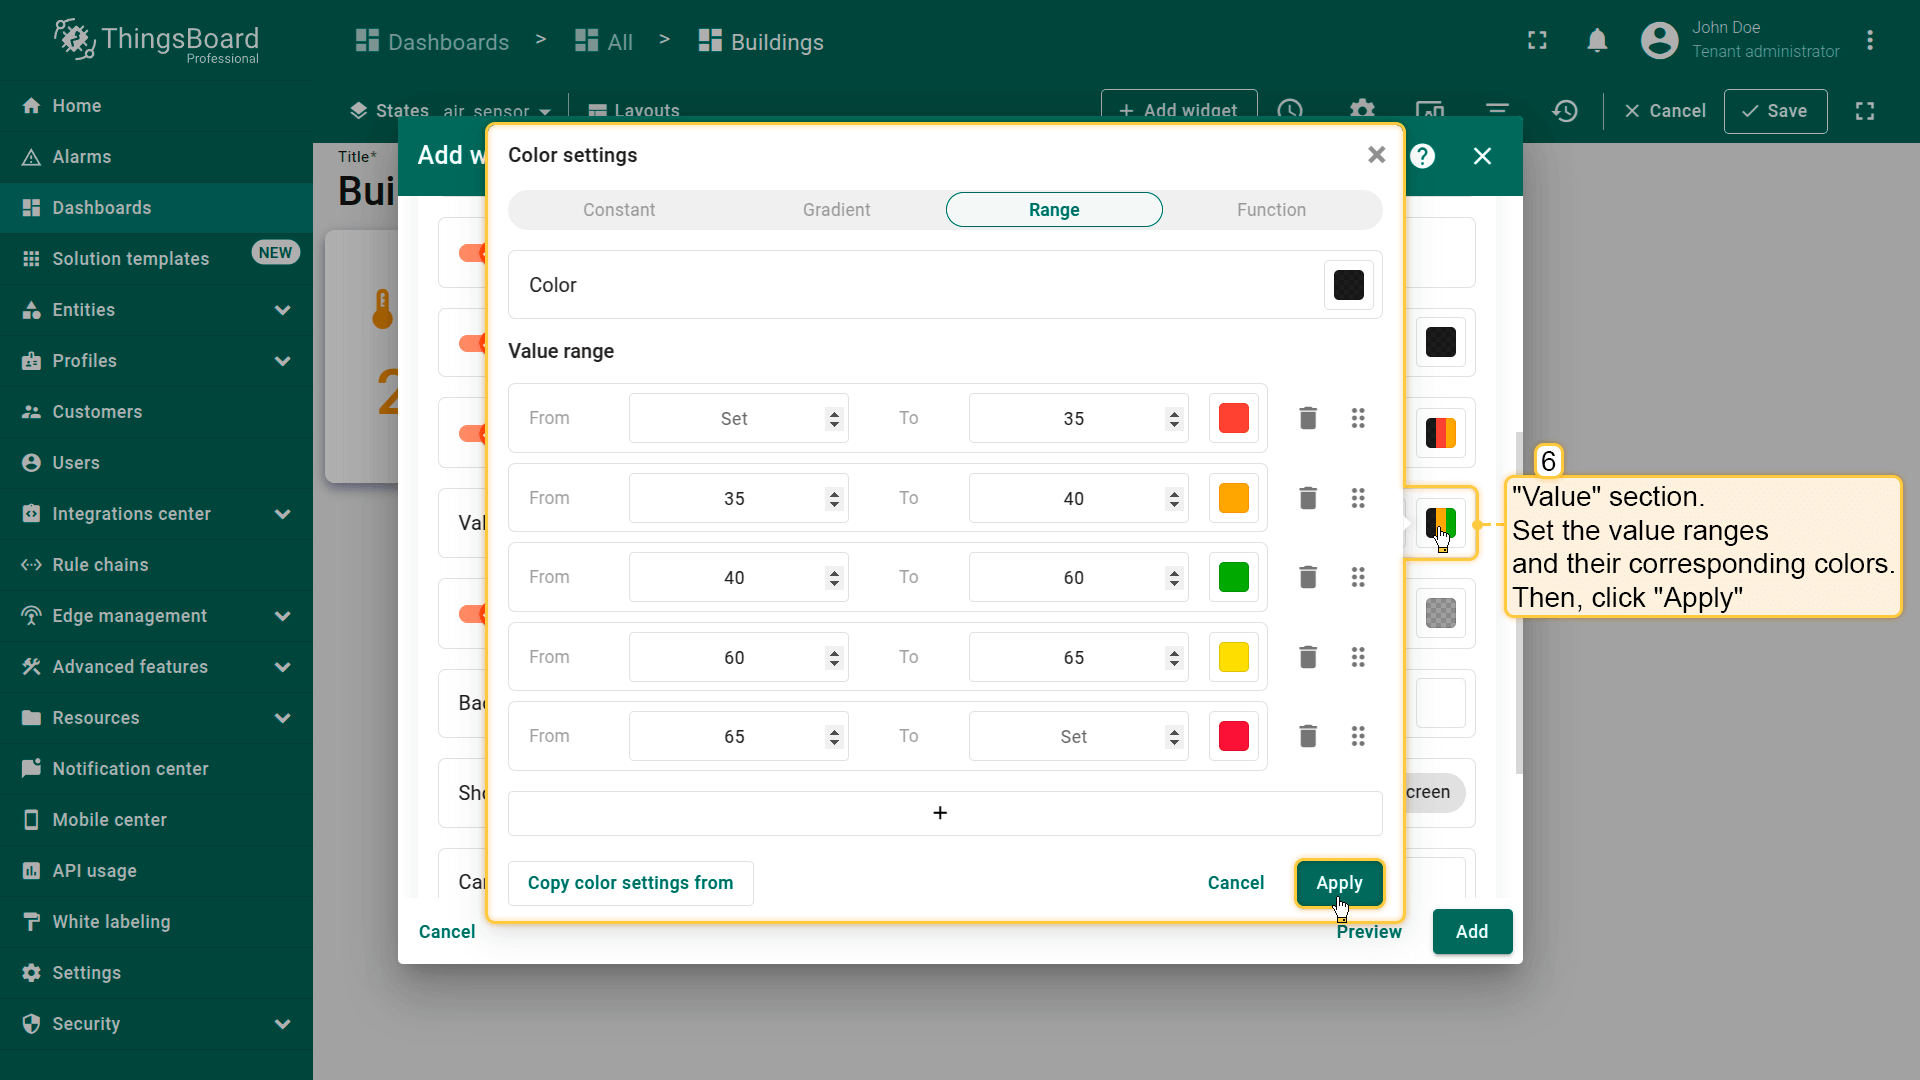 ThingsBoard
Professional
Dashboards > All > Buildings
John Doe
Tenant administrator
Home
Alarms
Dashboards
Solution templates NEW
Entities
Profiles
Customers
Users
Integrations center
Rule chains
Edge management
Advanced features
Resources
Notification center
Mobile center
API usage
White labeling
Settings
Security
States air_sensor
Layouts
+ Add widget
Cancel
Save
Title*
Bui
2
Add w
Color settings
Constant Gradient Range Function
Color
Value range
From Set To 35
From 35 To 40
From 40 To 60
From 60 To 65
From 65 To Set
+
Copy color settings from
Cancel
Apply
Val
Bac
Sho
creen
Car
Cancel
Preview
Add
6
"Value" section.
Set the value ranges
and their corresponding colors.
Then, click "Apply"